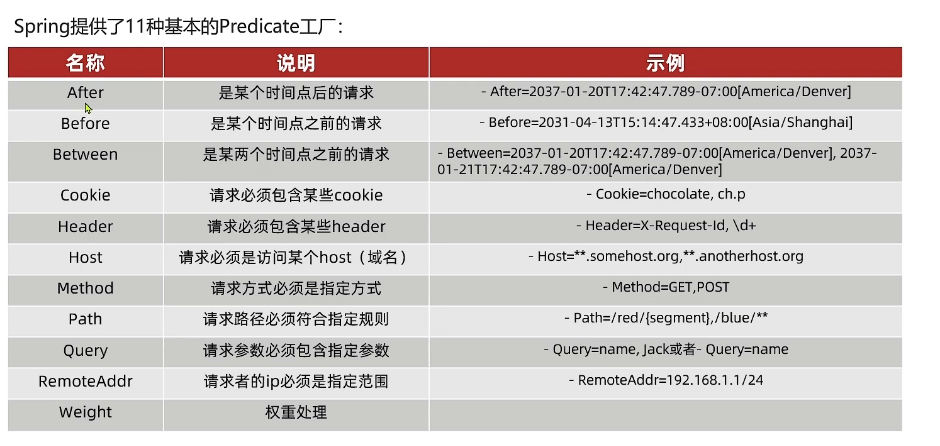 Spring提供了11种基本的Predicate工厂：
名称 说明 示例
After 是某个时间点后的请求 - After=2037-01-20T17:42:47.789-07:00[America/Denver]
Before 是某个时间点之前的请求 - Before=2031-04-13T15:14:47.433+08:00[Asia/Shanghai]
Between 是某两个时间点之前的请求 - Between=2037-01-20T17:42:47.789-07:00[America/Denver], 2037-
01-21T17:42:47.789-07:00[America/Denver]
Cookie 请求必须包含某些cookie - Cookie=chocolate, ch.p
Header 请求必须包含某些header - Header=X-Request-Id, \d+
Host 请求必须是访问某个host（域名） - Host=**.somehost.org,**.anotherhost.org
Method 请求方式必须是指定方式 - Method=GET,POST
Path 请求路径必须符合指定规则 - Path=/red/{segment},/blue/**
Query 请求参数必须包含指定参数 - Query=name, Jack或者- Query=name
RemoteAddr 请求者的ip必须是指定范围 - RemoteAddr=192.168.1.1/24
Weight 权重处理